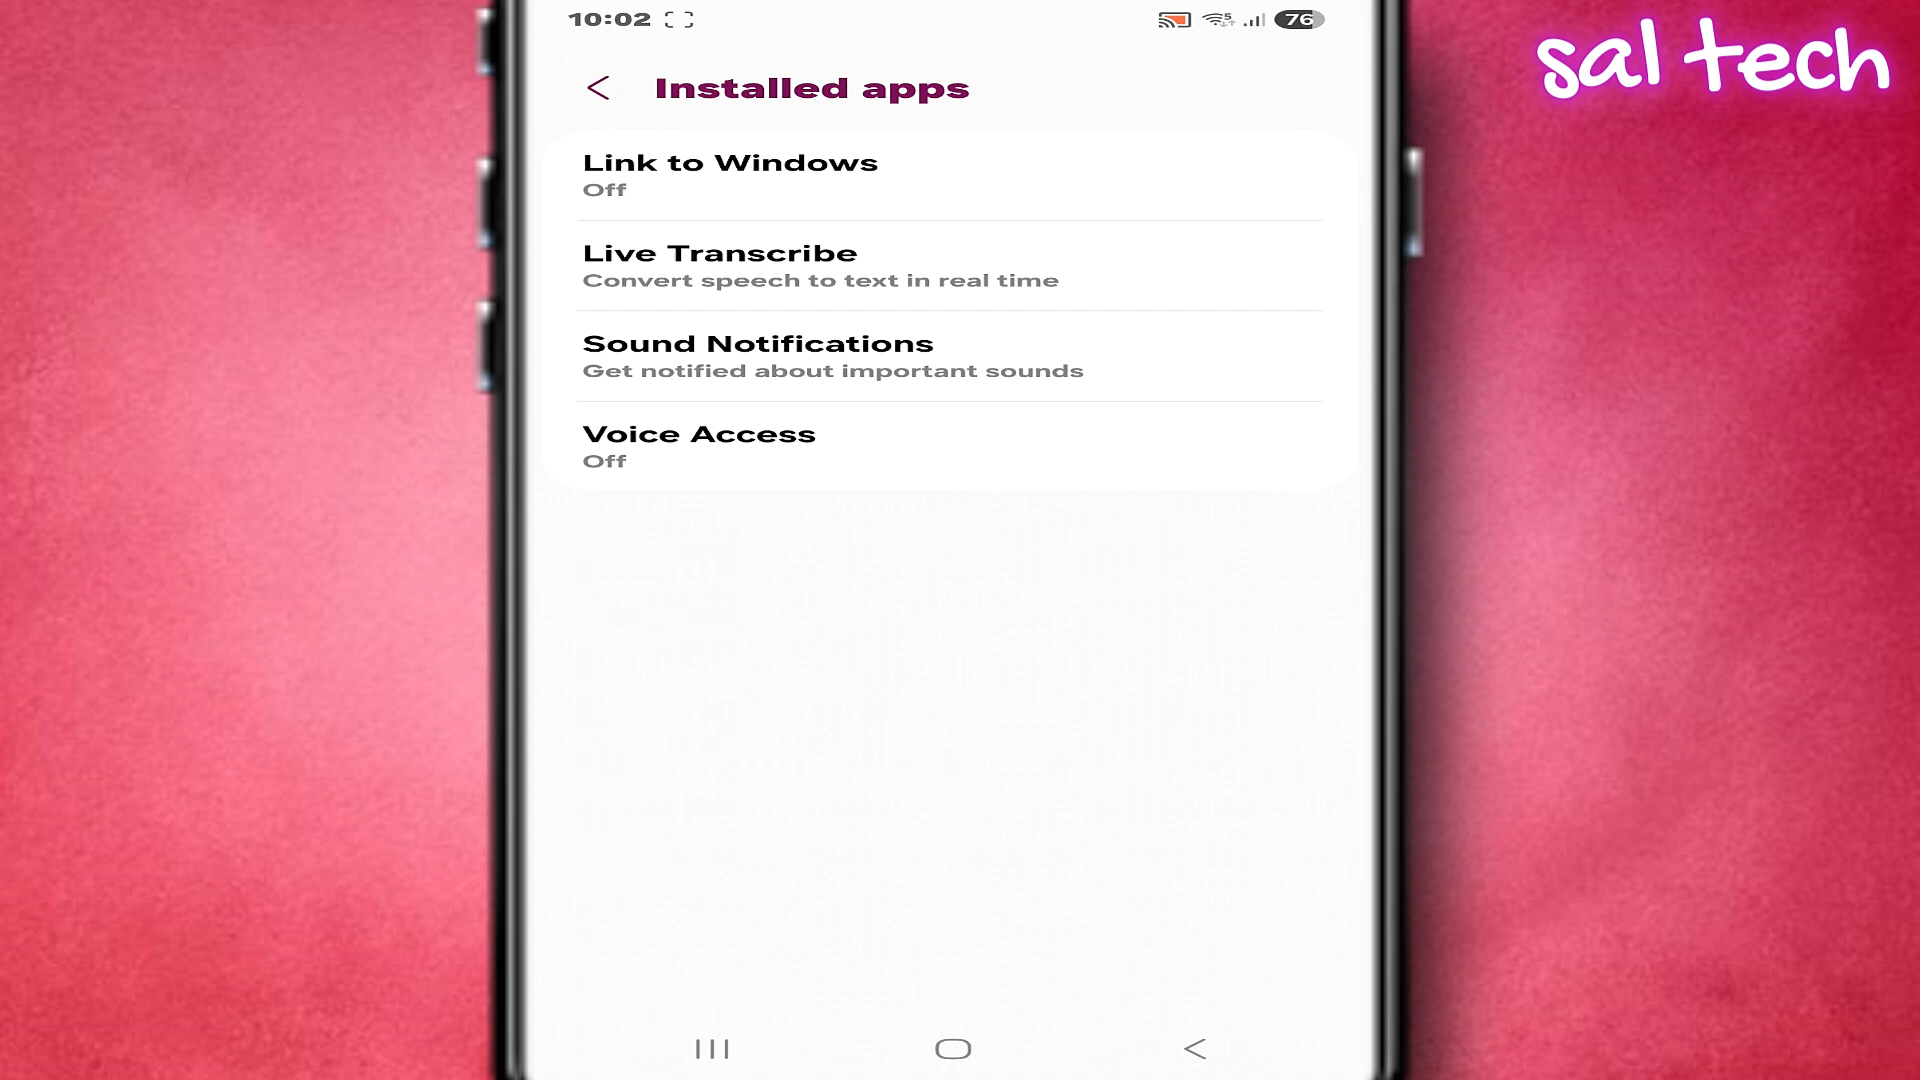 10:02
76
sal tech
Installed apps
Link to Windows
Off
Live Transcribe
Convert speech to text in real time
Sound Notifications
Get notified about important sounds
Voice Access
Off